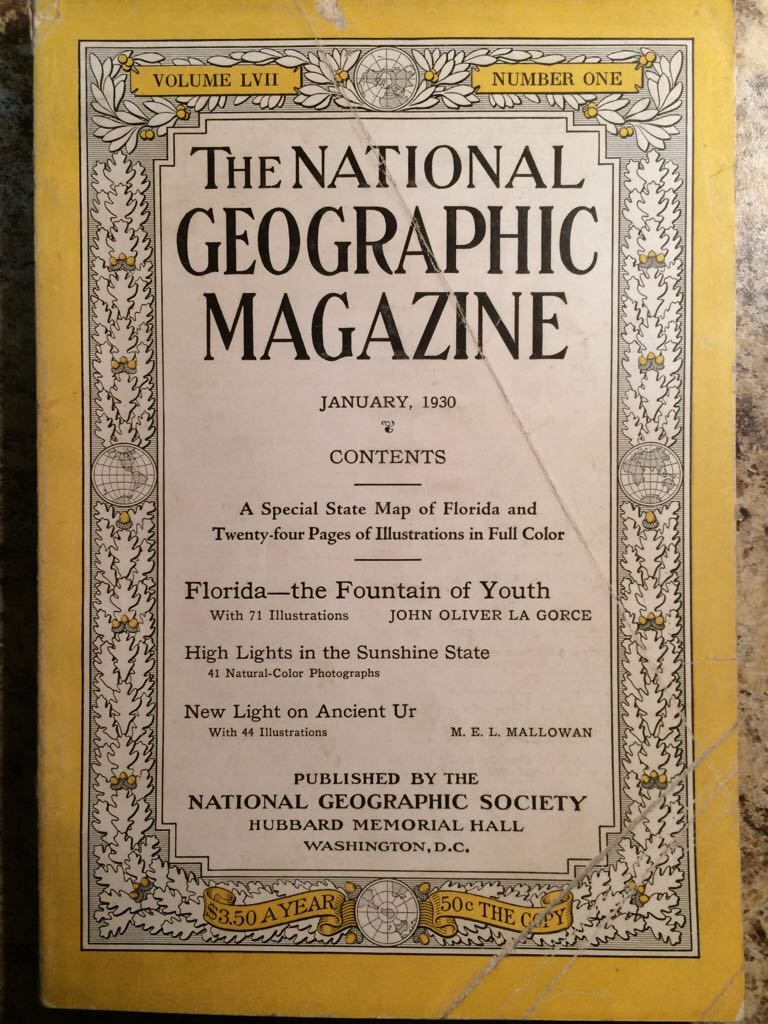 VOLUME LVII
NUMBER ONE
THE NATIONAL
GEOGRAPHIC
MAGAZINE
JANUARY, 1930
CONTENTS
A Special State Map of Florida and
Twenty-four Pages of Illustrations in Full Color
Florida—the Fountain of Youth
With 71 Illustrations JOHN OLIVER LA GORCE
High Lights in the Sunshine State
41 Natural-Color Photographs
New Light on Ancient Ur
With 44 Illustrations M. E. L. MALLOWAN
PUBLISHED BY THE
NATIONAL GEOGRAPHIC SOCIETY
HUBBARD MEMORIAL HALL
WASHINGTON, D.C.
$3.50 A YEAR
50c THE COPY